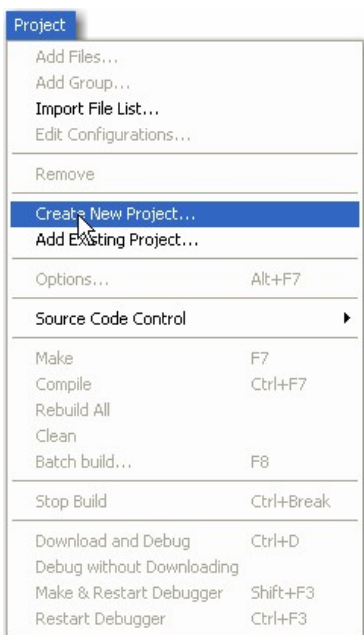 Project
Add Files...
Add Group...
Import File List...
Edit Configurations...
Remove
Create New Project...
Add Existing Project...
Options... Alt+F7
Source Code Control
Make F7
Compile Ctrl+F7
Rebuild All
Clean
Batch build... F8
Stop Build Ctrl+Break
Download and Debug Ctrl+D
Debug without Downloading
Make & Restart Debugger Shift+F3
Restart Debugger Ctrl+F3